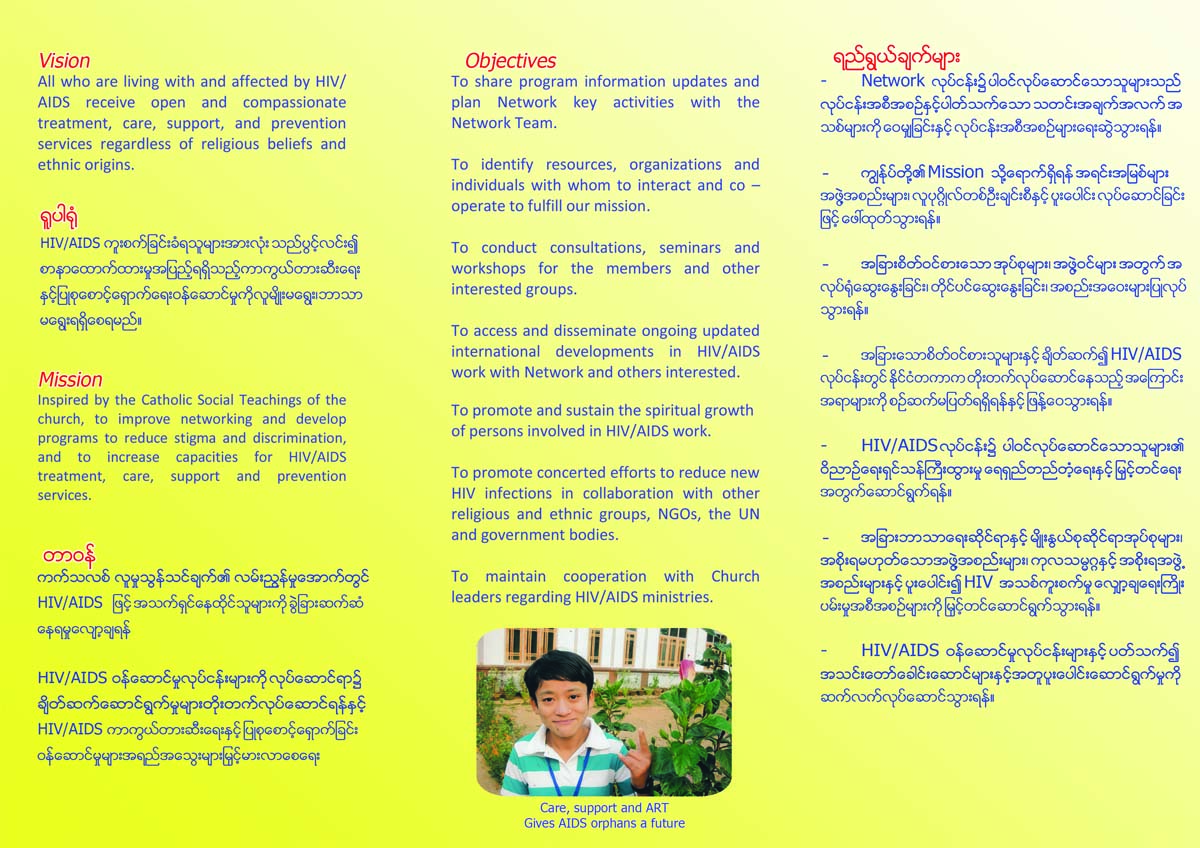 Vision
All who are living with and affected by HIV/
AIDS receive open and compassionate
treatment, care, support, and prevention
services regardless of religious beliefs and
ethnic origins.
ရူပါရုံ
HIV/AIDS ကူးစက်ခြင်းခံရသူများအားလုံး သည်ပွင့်လင်း၍
စာနာထောက်ထားမှုအပြည့်ရရှိသည့်ကာကွယ်တားဆီးရေး
နှင့်ပြုစုစောင့်ရှောက်ရေးဝန်ဆောင်မှုကိုလူမျိုးမရွေး၊ဘာသာ
မရွေးရရှိစေရမည်။
Mission
Inspired by the Catholic Social Teachings of the
church, to improve networking and develop
programs to reduce stigma and discrimination,
and to increase capacities for HIV/AIDS
treatment, care, support and prevention
services.
တာဝန်
ကက်သလစ် လူမှုသွန်သင်ချက်၏ လမ်းညွှန်မှုအောက်တွင်
HIV/AIDS ဖြင့် အသက်ရှင်နေထိုင်သူများကို ခွဲခြားဆက်ဆံ
နေရမှုလျော့ချရန်
HIV/AIDS ဝန်ဆောင်မှုလုပ်ငန်းများကို လုပ်ဆောင်ရာ၌
ချိတ်ဆက်ဆောင်ရွက်မှုများတိုးတက်လုပ်ဆောင်ရန်နှင့်
HIV/AIDS ကာကွယ်တားဆီးရေးနှင့် ပြုစုစောင့်ရှောက်ခြင်း
ဝန်ဆောင်မှုများအရည်အသွေးများမြှင့်မားလာစေရေး
Objectives
To share program information updates and
plan Network key activities with the
Network Team.
To identify resources, organizations and
individuals with whom to interact and co –
operate to fulfill our mission.
To conduct consultations, seminars and
workshops for the members and other
interested groups.
To access and disseminate ongoing updated
international developments in HIV/AIDS
work with Network and others interested.
To promote and sustain the spiritual growth
of persons involved in HIV/AIDS work.
To promote concerted efforts to reduce new
HIV infections in collaboration with other
religious and ethnic groups, NGOs, the UN
and government bodies.
To maintain cooperation with Church
leaders regarding HIV/AIDS ministries.
Care, support and ART
Gives AIDS orphans a future
ရည်ရွယ်ချက်များ
- Network လုပ်ငန်း၌ ပါဝင်လုပ်ဆောင်သောသူများသည်
လုပ်ငန်းအစီအစဉ်နှင့်ပါတ်သက်သော သတင်းအချက်အလက် အ
သစ်များကို ဝေမျှခြင်းနှင့် လုပ်ငန်းအစီအစဉ်များရေးဆွဲသွားရန်။
- ကျွန်ုပ်တို့၏ Mission သို့ရောက်ရှိရန် အရင်းအမြစ်များ
အဖွဲ့အစည်းများ၊ လူပုဂ္ဂိုလ်တစ်ဦးချင်းစီနှင့် ပူးပေါင်း လုပ်ဆောင်ခြင်း
ဖြင့် ဖေါ်ထုတ်သွားရန်။
- အခြားစိတ်ဝင်စားသော အုပ်စုများ၊ အဖွဲ့ဝင်များ အတွက် အ
လုပ်ရုံဆွေးနွေးခြင်း၊ တိုင်ပင်ဆွေးနွေးခြင်း၊ အစည်းအဝေးများပြုလုပ်
သွားရန်။
- အခြားသောစိတ်ဝင်စားသူများနှင့် ချိတ်ဆက်၍ HIV/AIDS
လုပ်ငန်းတွင် နိုင်ငံတကာက တိုးတက်လုပ်ဆောင်နေသည့် အကြောင်း
အရာများကို စဉ်ဆက်မပြတ်ရရှိရန်နှင့် ဖြန့်ဝေသွားရန်။
- HIV/AIDS လုပ်ငန်း၌ ပါဝင်လုပ်ဆောင်သောသူများ၏
ဝိညာဉ်ရေးရှင်သန်ကြီးထွားမှု ရေရှည်တည်တံ့ရေးနှင့် မြှင့်တင်ရေး
အတွက်ဆောင်ရွက်ရန်။
- အခြားဘာသာရေးဆိုင်ရာနှင့် မျိုးနွယ်စုဆိုင်ရာအုပ်စုများ၊
အစိုးရမဟုတ်သောအဖွဲ့အစည်းများ၊ ကုလသမဂ္ဂနှင့် အစိုးရအဖွဲ့
အစည်းများနှင့် ပူးပေါင်း၍ HIV အသစ်ကူးစက်မှု လျှော့ချရေးကြိုး
ပမ်းမှုအစီအစဉ်များကို မြှင့်တင်ဆောင်ရွက်သွားရန်။
- HIV/AIDS ဝန်ဆောင်မှုလုပ်ငန်းများနှင့် ပတ်သက်၍
အသင်းတော်ခေါင်းဆောင်များနှင့်အတူပူးပေါင်းဆောင်ရွက်မှုကို
ဆက်လက်လုပ်ဆောင်သွားရန်။